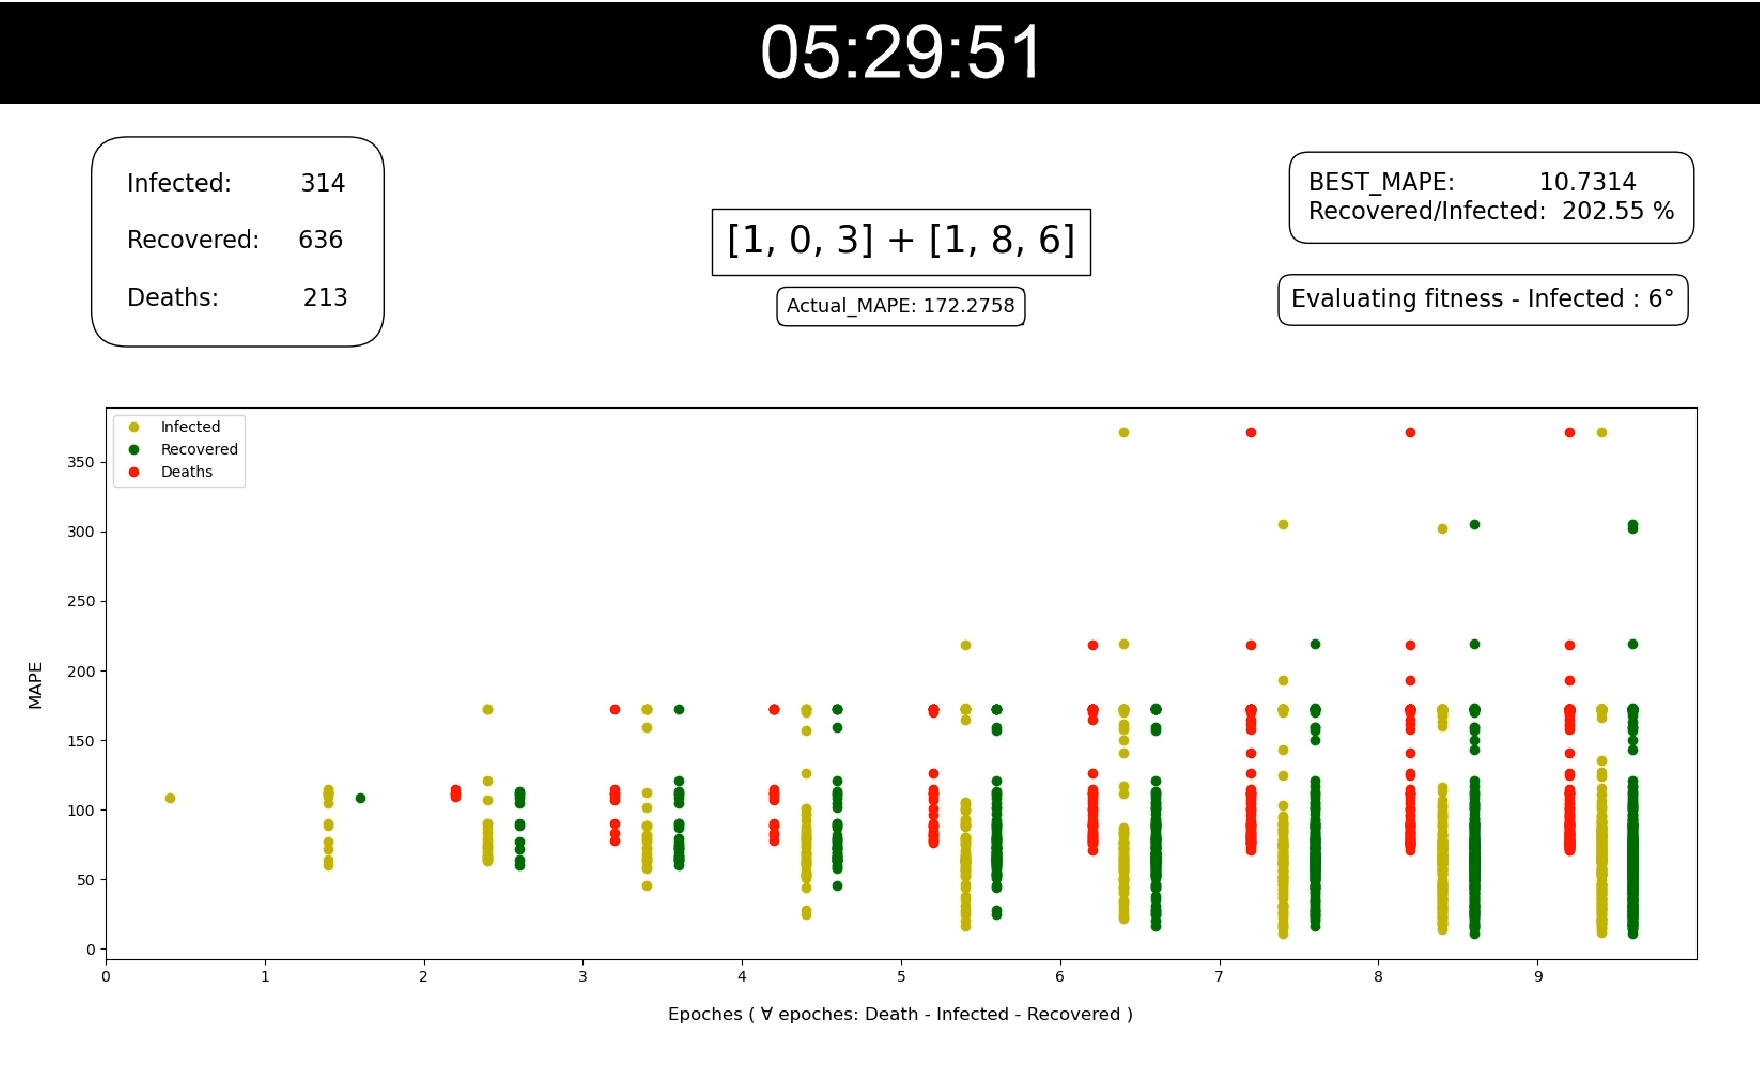 05:29:51
Infected: 314
Recovered: 636
Deaths: 213
[1, 0, 3] + [1, 8, 6]
Actual_MAPE: 172.2758
BEST_MAPE: 10.7314
Recovered/Infected: 202.55 %
Evaluating fitness - Infected : 6°
Infected
Recovered
Deaths
350
300
250
200
150
100
50
0
MAPE
0 1 2 3 4 5 6 7 8 9
Epoches ( ∀ epoches: Death - Infected - Recovered )